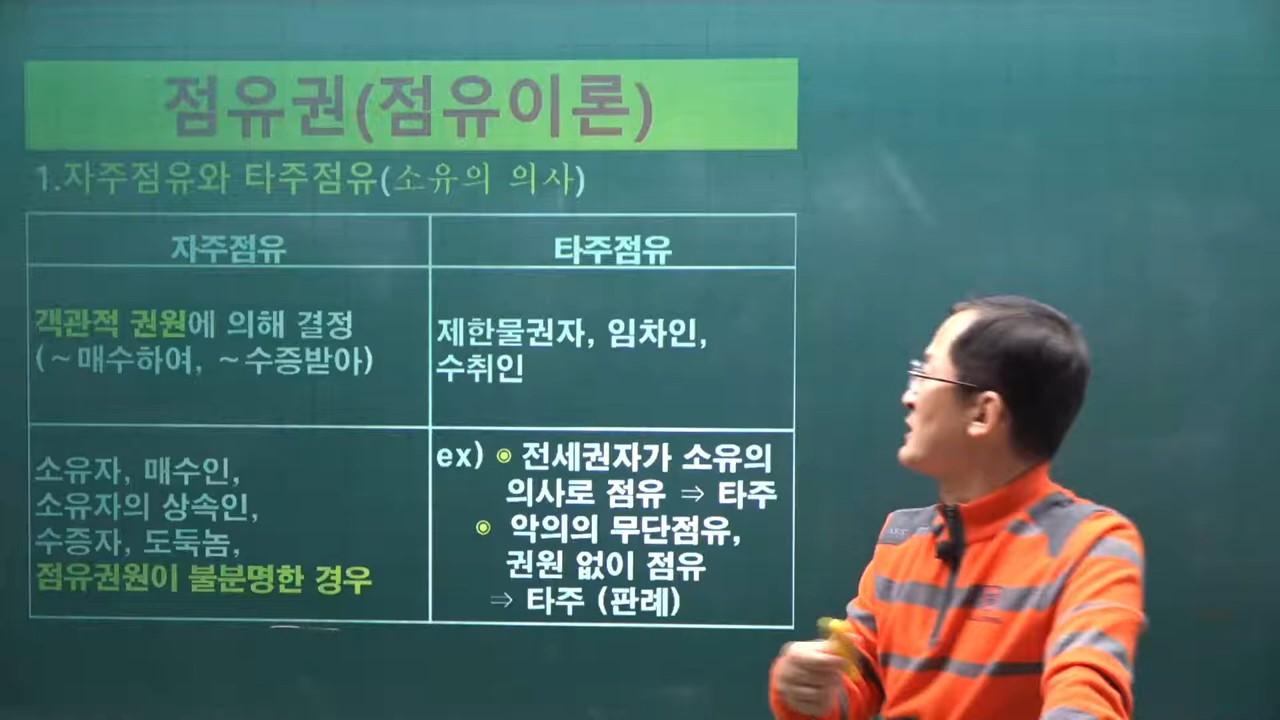 점유권(점유이론)
1.자주점유와 타주점유(소유의 의사)
자주점유
타주점유
객관적 권원에 의해 결정
(~매수하여, ~수증받아)
제한물권자, 임차인,
수취인
소유자, 매수인,
소유자의 상속인,
수증자, 도둑놈,
점유권원이 불분명한 경우
ex) ◉ 전세권자가 소유의
의사로 점유 ⇒ 타주
◉ 악의의 무단점유,
권원 없이 점유
⇒ 타주 (판례)